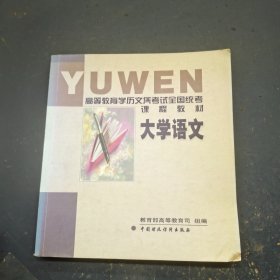 YUWEN
高等教育学历文凭考试全国统考
课程教材
大学语文
教育部高等教育司 组编
中国财政经济出版社